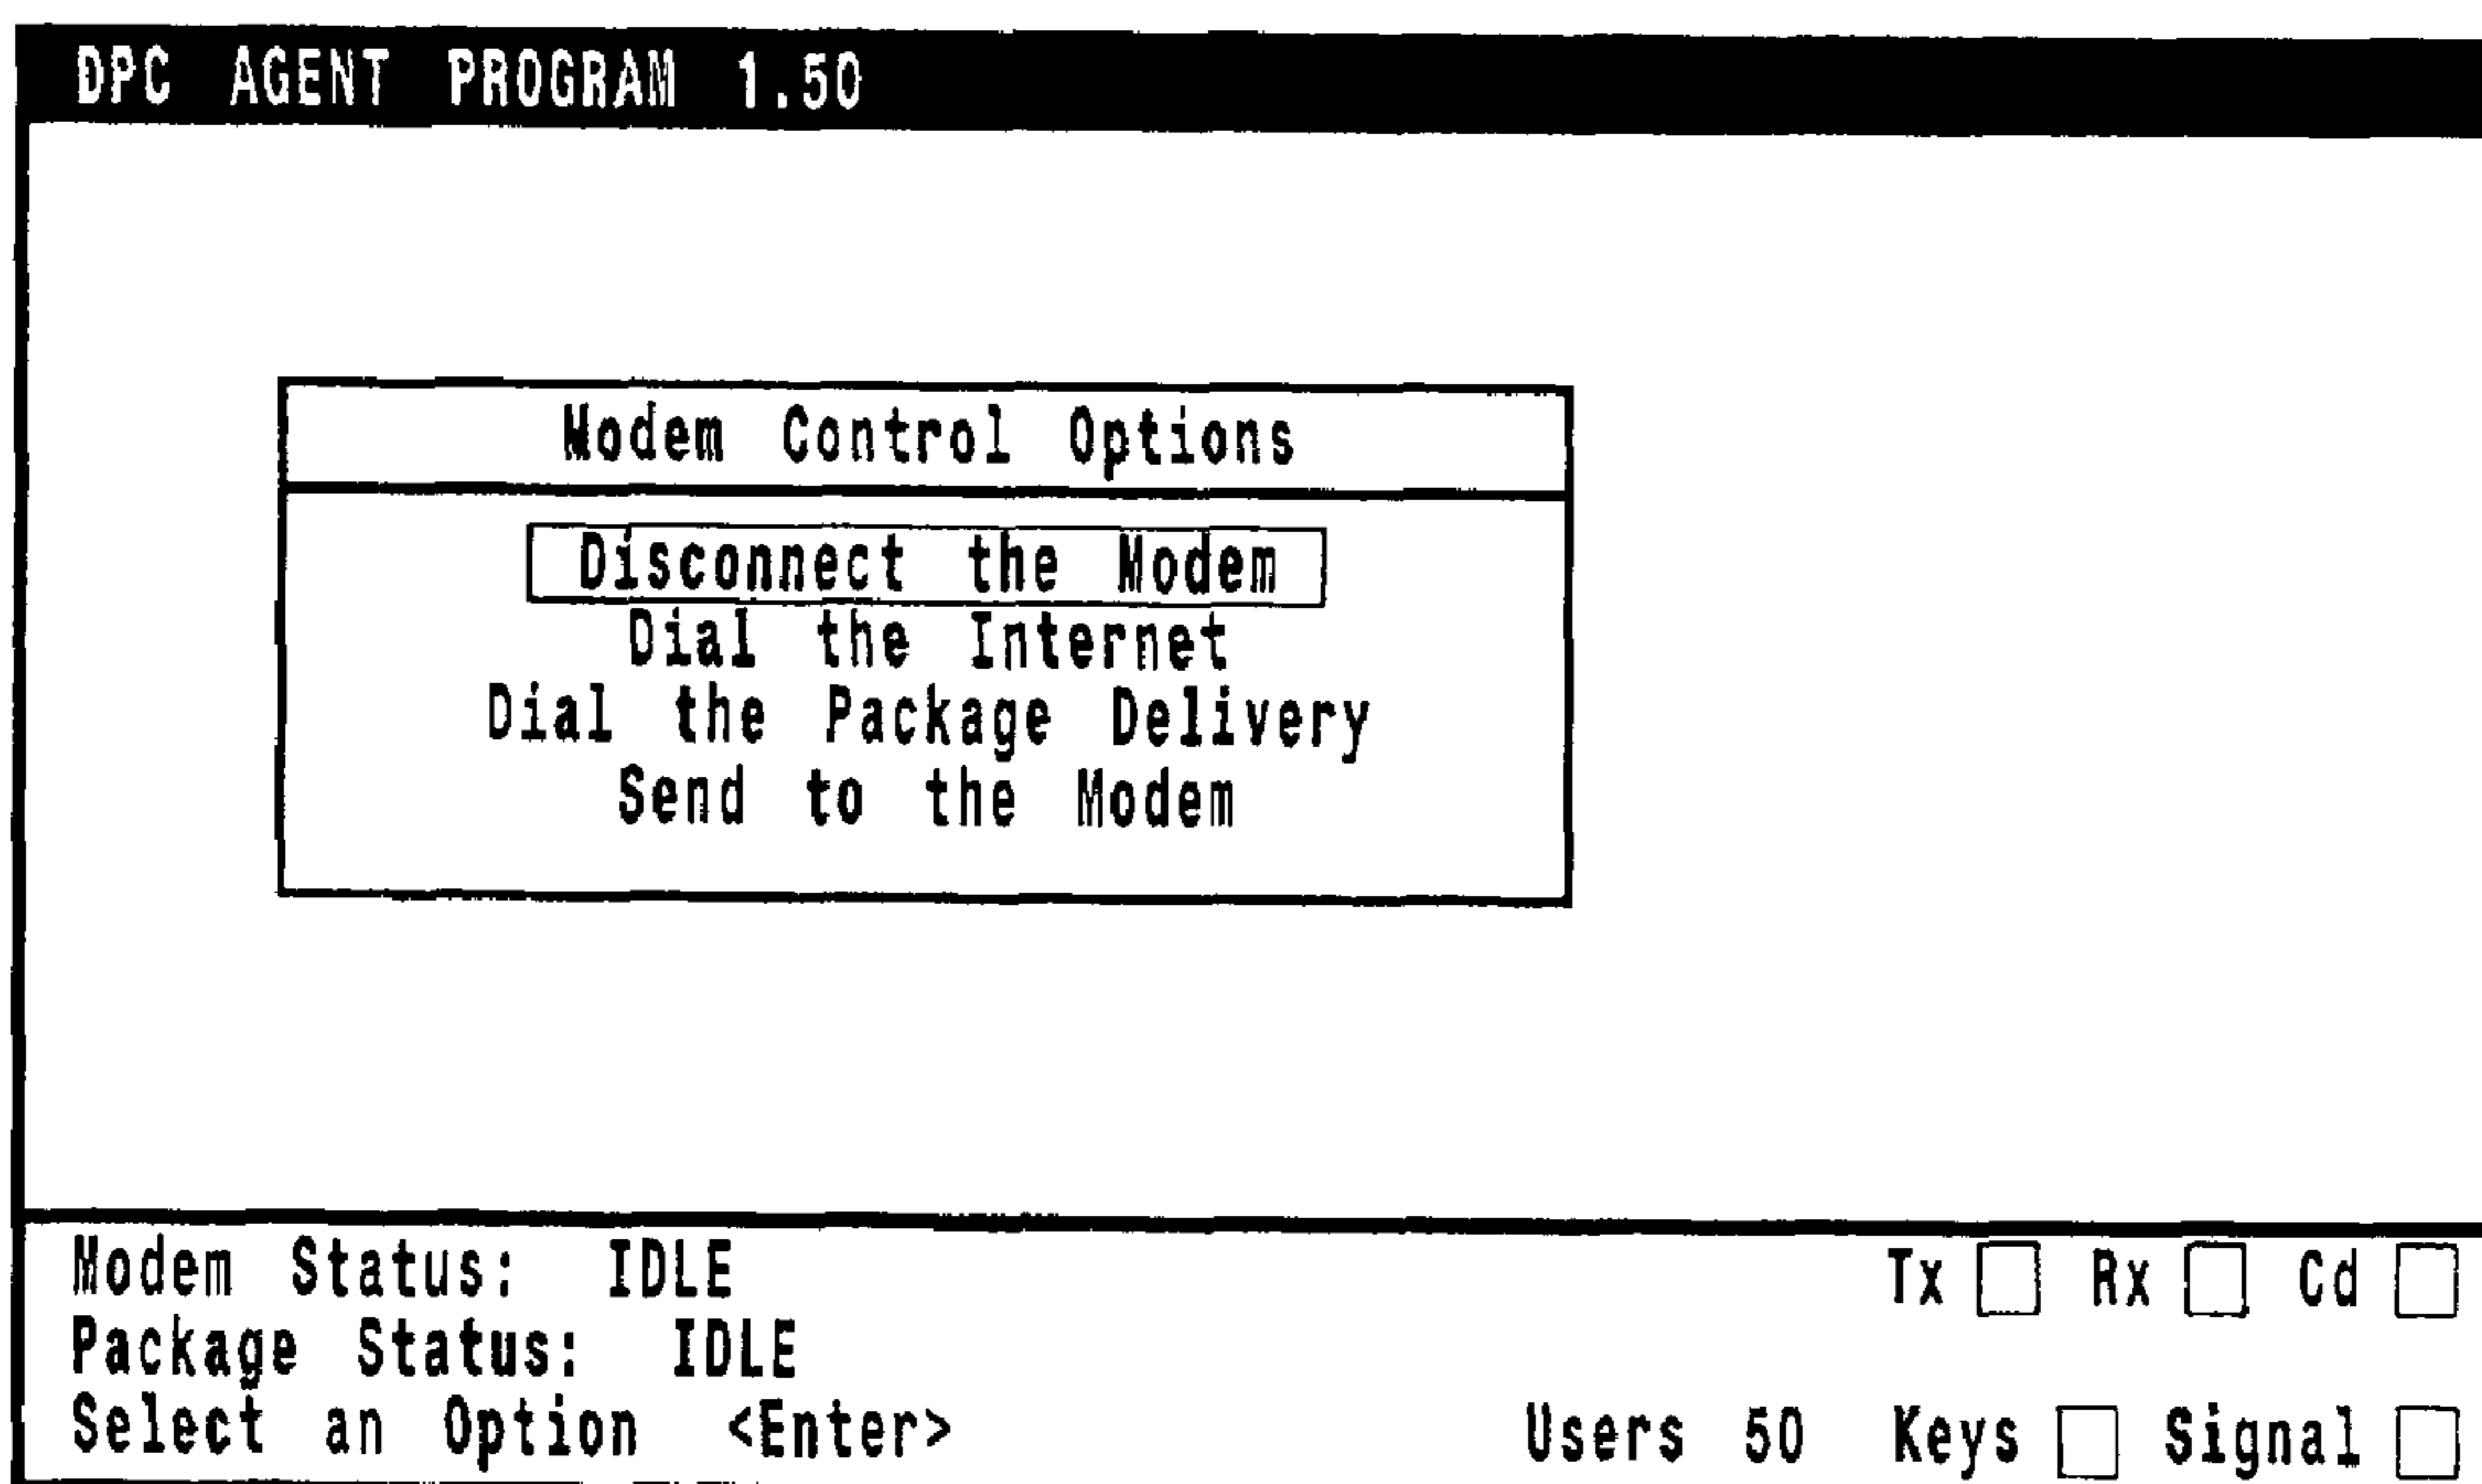 DPC AGENT PROGRAM 1.50
Modem Control Options
Disconnect the Modem
Dial the Internet
Dial the Package Delivery
Send to the Modem
Modem Status: IDLE Tx Rx Cd
Package Status: IDLE
Select an Option <Enter> Users 50 Keys Signal